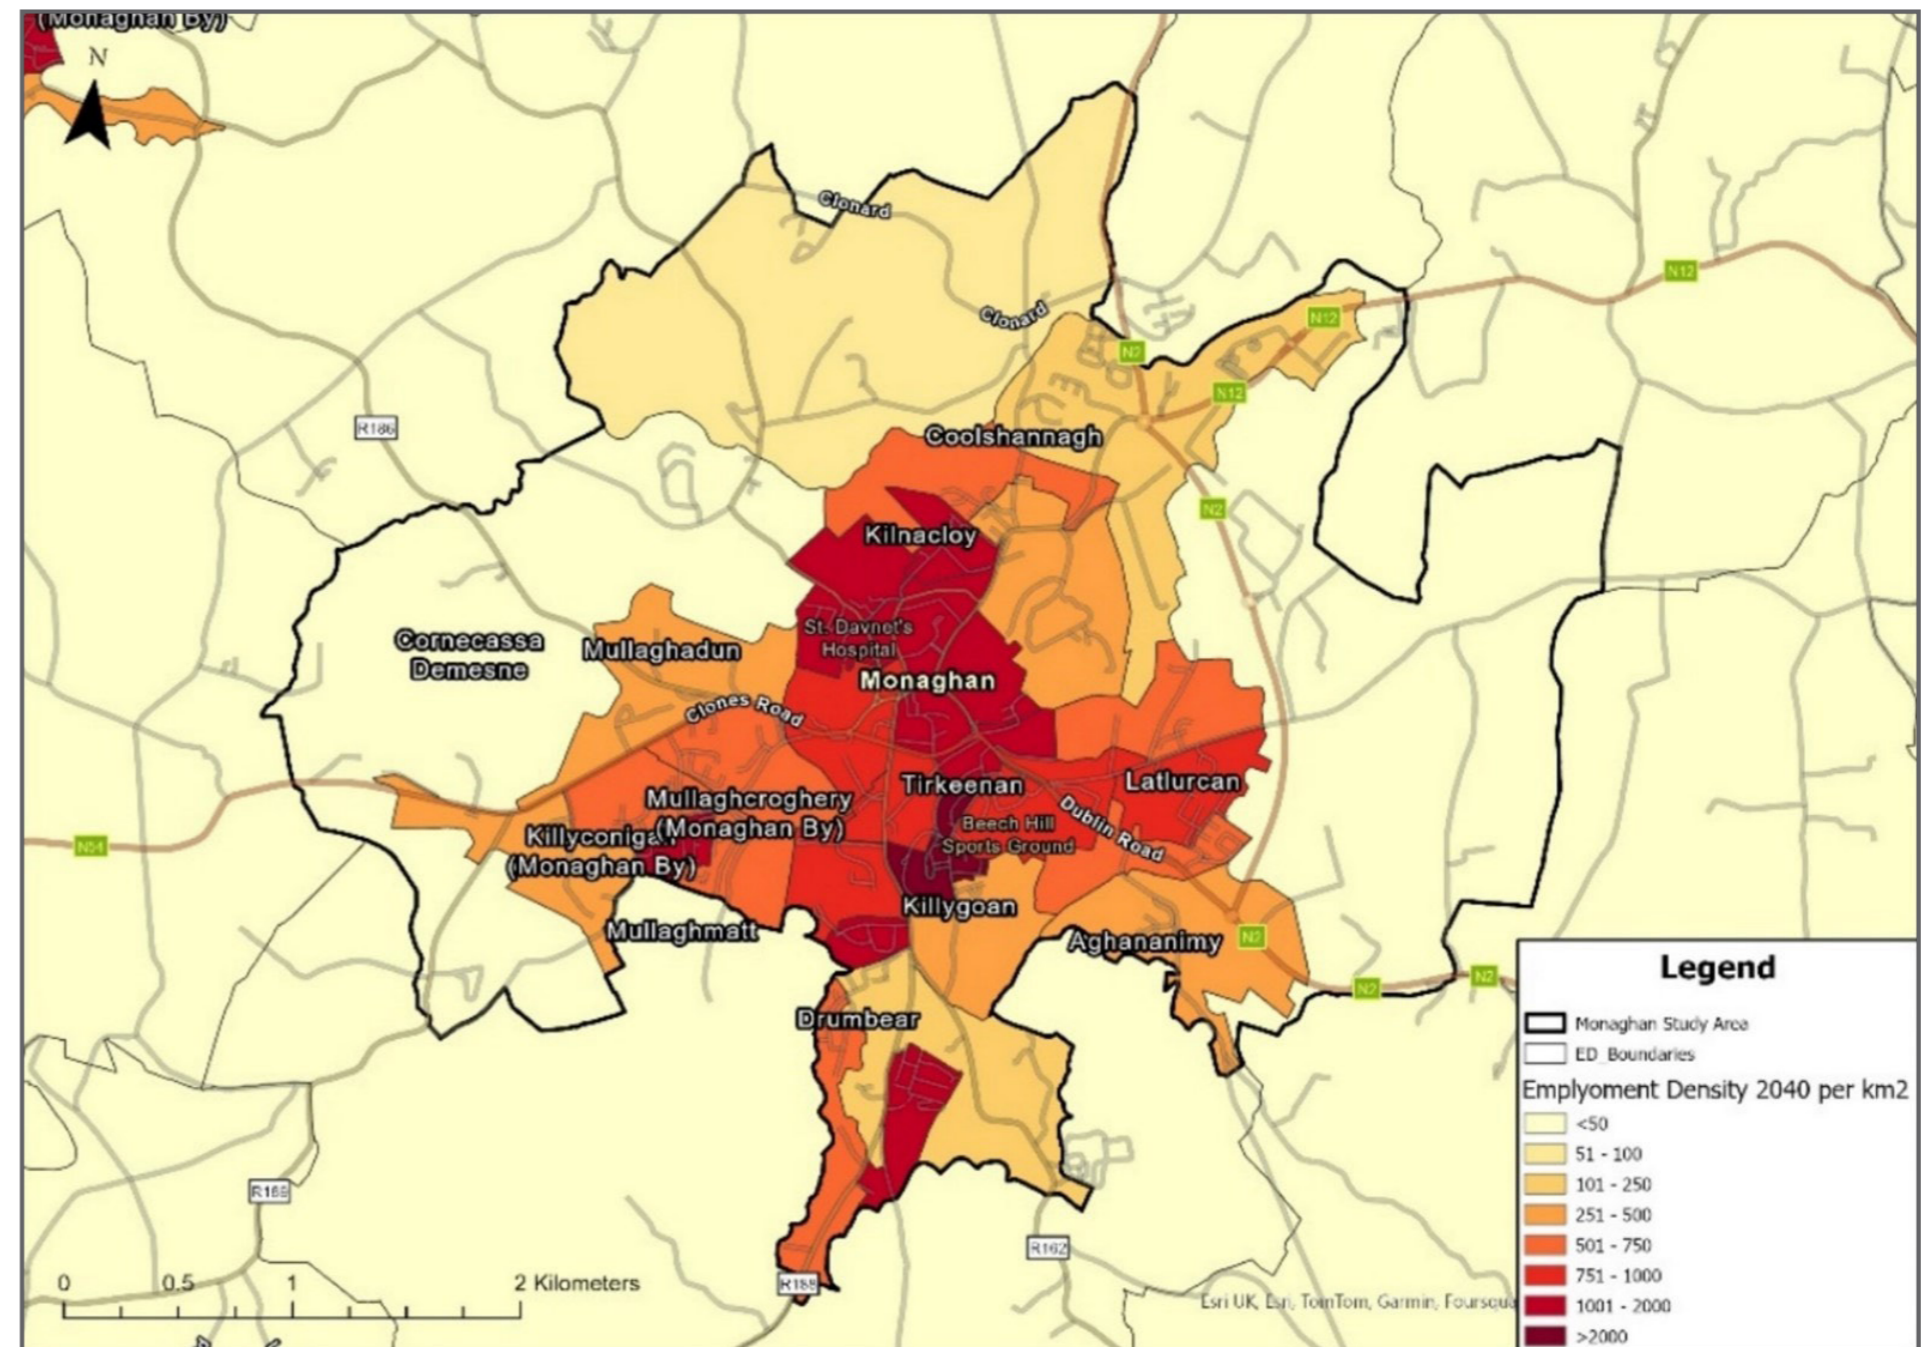 (Monaghan By)
N
Clonard
Clonard
N12
N12
N2
N12
R186
Coolshannagh
N2
Kilnacloy
St. Davnet's
Hospital
Cornecassa
Demesne
Mullaghadun
Monaghan
Clones Road
Tirkeenan
Latlurcan
Mullaghcroghery
(Monaghan By)
Beech Hill
Sports Ground
Dublin Road
N54
(Monaghan By)
Killygoan
Mullaghmatt
Aghananimy
N2
N2
N2
Drumbear
R162
R188
0 0.5 1 2 Kilometers
Esri UK, Esri, TomTom, Garmin, Foursqua
Legend
Monaghan Study Area
ED_Boundaries
Emplyoment Density 2040 per km2
<50
51 - 100
101 - 250
251 - 500
501 - 750
751 - 1000
1001 - 2000
>2000